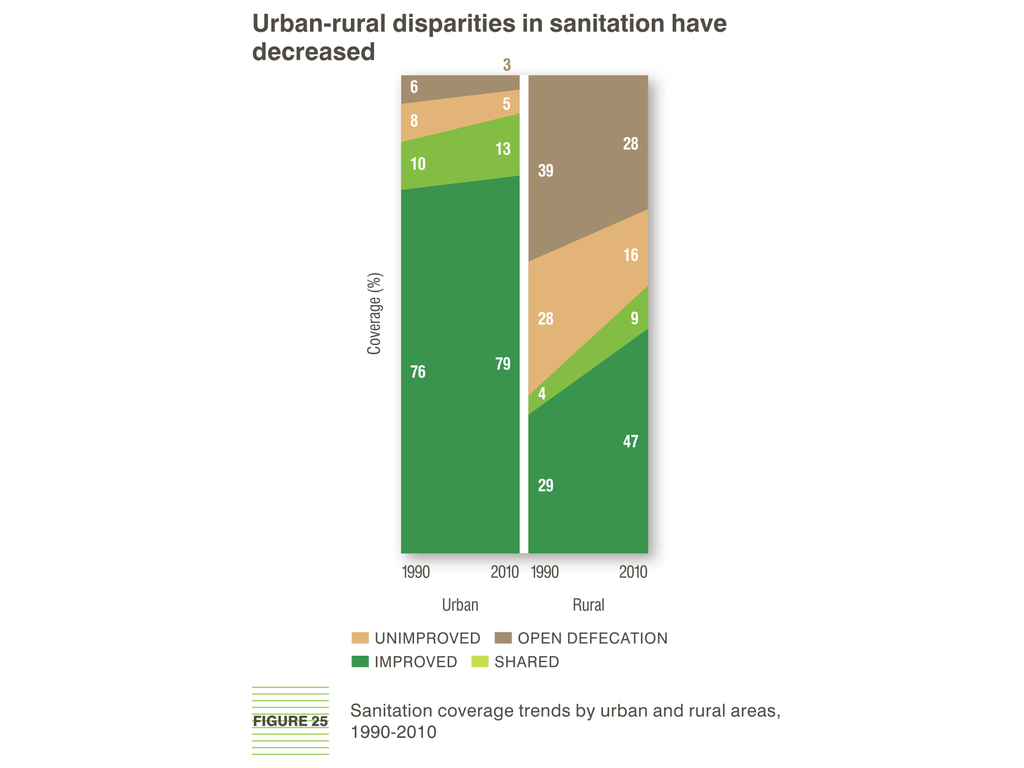 Urban-rural disparities in sanitation have
decreased
3
6
5
8
13
10
28
39
16
28
9
4
76
79
47
29
Coverage (%)
1990 2010 1990 2010
Urban Rural
UNIMPROVED OPEN DEFECATION
IMPROVED SHARED
FIGURE 25
Sanitation coverage trends by urban and rural areas,
1990-2010